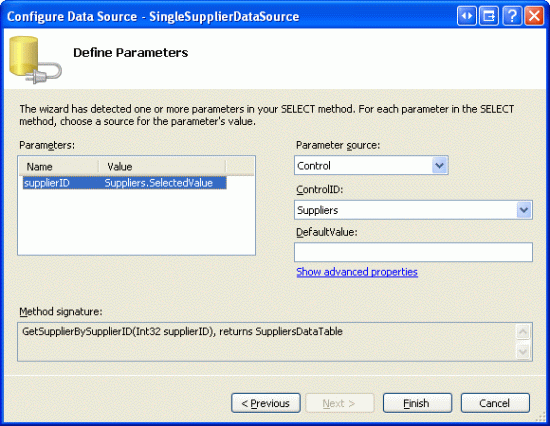 Configure Data Source - SingleSupplierDataSource
Define Parameters
The wizard has detected one or more parameters in your SELECT method. For each parameter in the SELECT
method, choose a source for the parameter's value.
Parameters:
Name Value
supplierID Suppliers.SelectedValue
Parameter source:
Control
ControlID:
Suppliers
DefaultValue:
Show advanced properties
Method signature:
GetSupplierBySupplierID(Int32 supplierID), returns SuppliersDataTable
< Previous Next > Finish Cancel